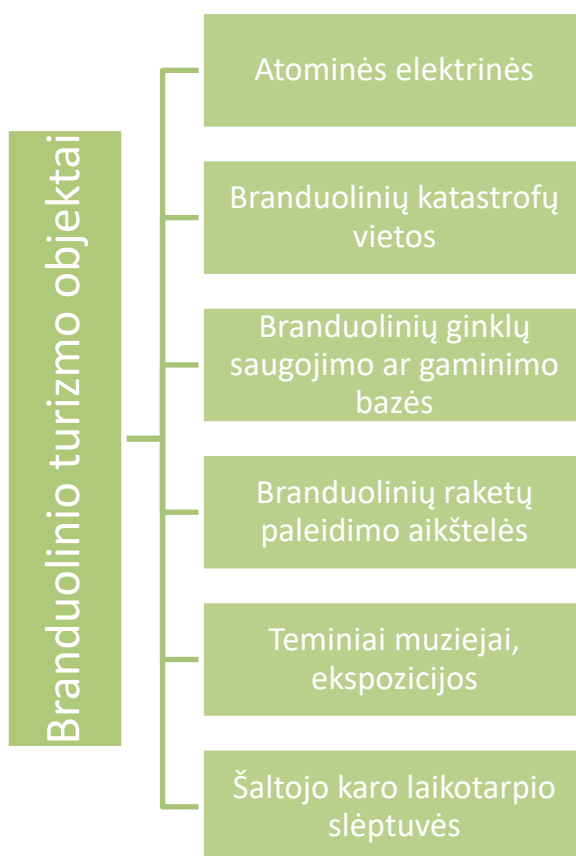 Branduolinio turizmo objektai
Atominės elektrinės
Branduolinių katastrofų
vietos
Branduolinių ginklų
saugojimo ar gaminimo
bazės
Branduolinių raketų
paleidimo aikštelės
Teminiai muziejai,
ekspozicijos
Šaltojo karo laikotarpio
slėptuvės